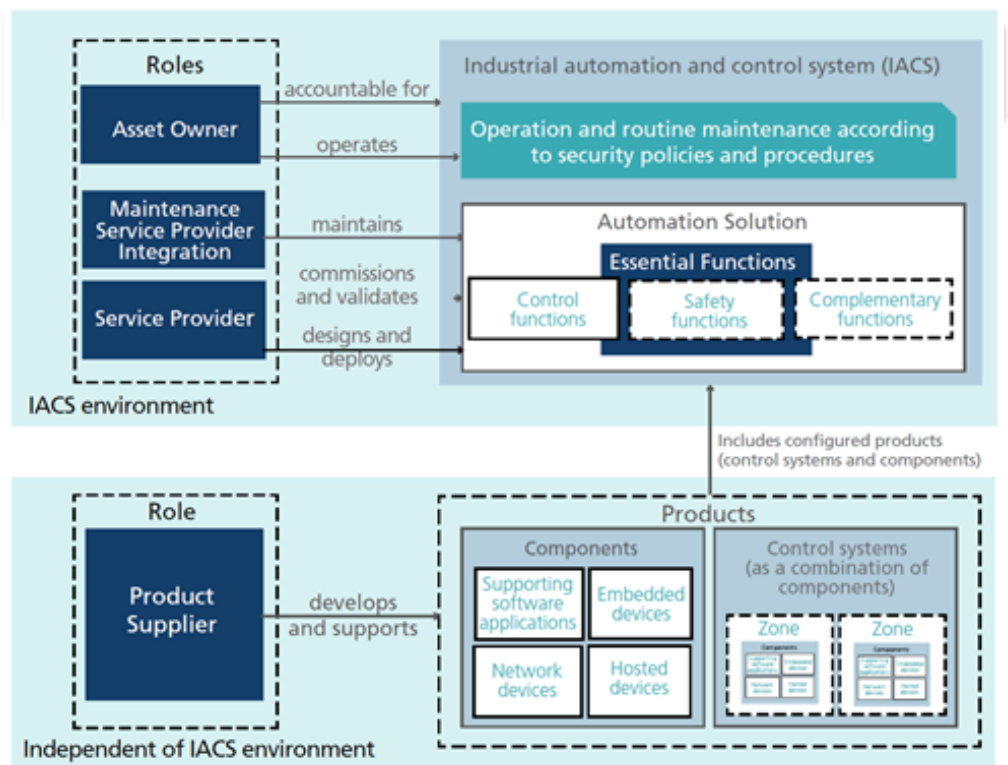 Roles
Asset Owner
Maintenance
Service Provider
Integration
Service Provider
accountable for
operates
maintains
commissions
and validates
designs and
deploys
Industrial automation and control system (IACS)
Operation and routine maintenance according
to security policies and procedures
Automation Solution
Essential Functions
Control
functions
Safety
functions
Complementary
functions
IACS environment
Includes configured products
(control systems and components)
Role
Product
Supplier
develops
and supports
Products
Components
Supporting
software
applications
Embedded
devices
Network
devices
Hosted
devices
Control systems
(as a combination of
components)
Zone
Components
Zone
Components
Independent of IACS environment